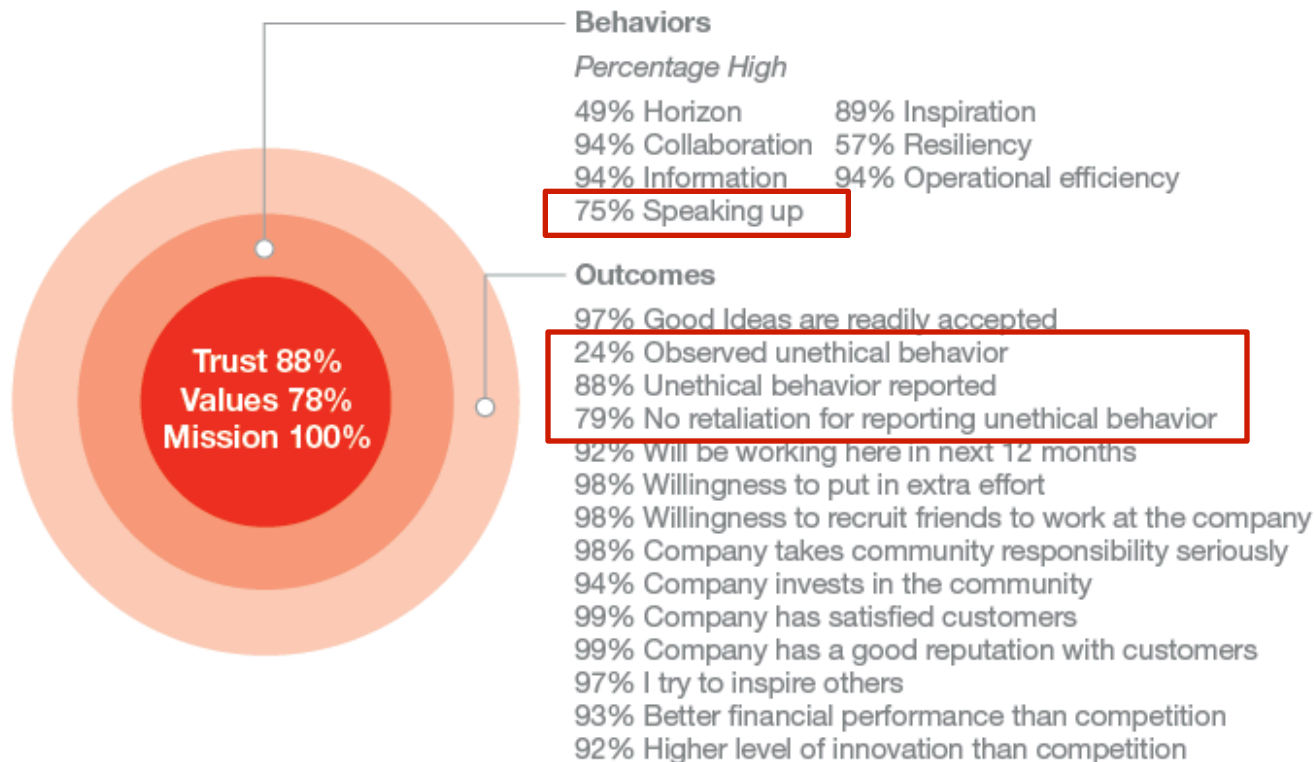 Behaviors
Percentage High
49% Horizon 89% Inspiration
94% Collaboration 57% Resiliency
94% Information 94% Operational efficiency
75% Speaking up
Outcomes
97% Good Ideas are readily accepted
24% Observed unethical behavior
88% Unethical behavior reported
79% No retaliation for reporting unethical behavior
92% Will be working here in next 12 months
98% Willingness to put in extra effort
98% Willingness to recruit friends to work at the company
98% Company takes community responsibility seriously
94% Company invests in the community
99% Company has satisfied customers
99% Company has a good reputation with customers
97% I try to inspire others
93% Better financial performance than competition
92% Higher level of innovation than competition
Trust 88%
Values 78%
Mission 100%